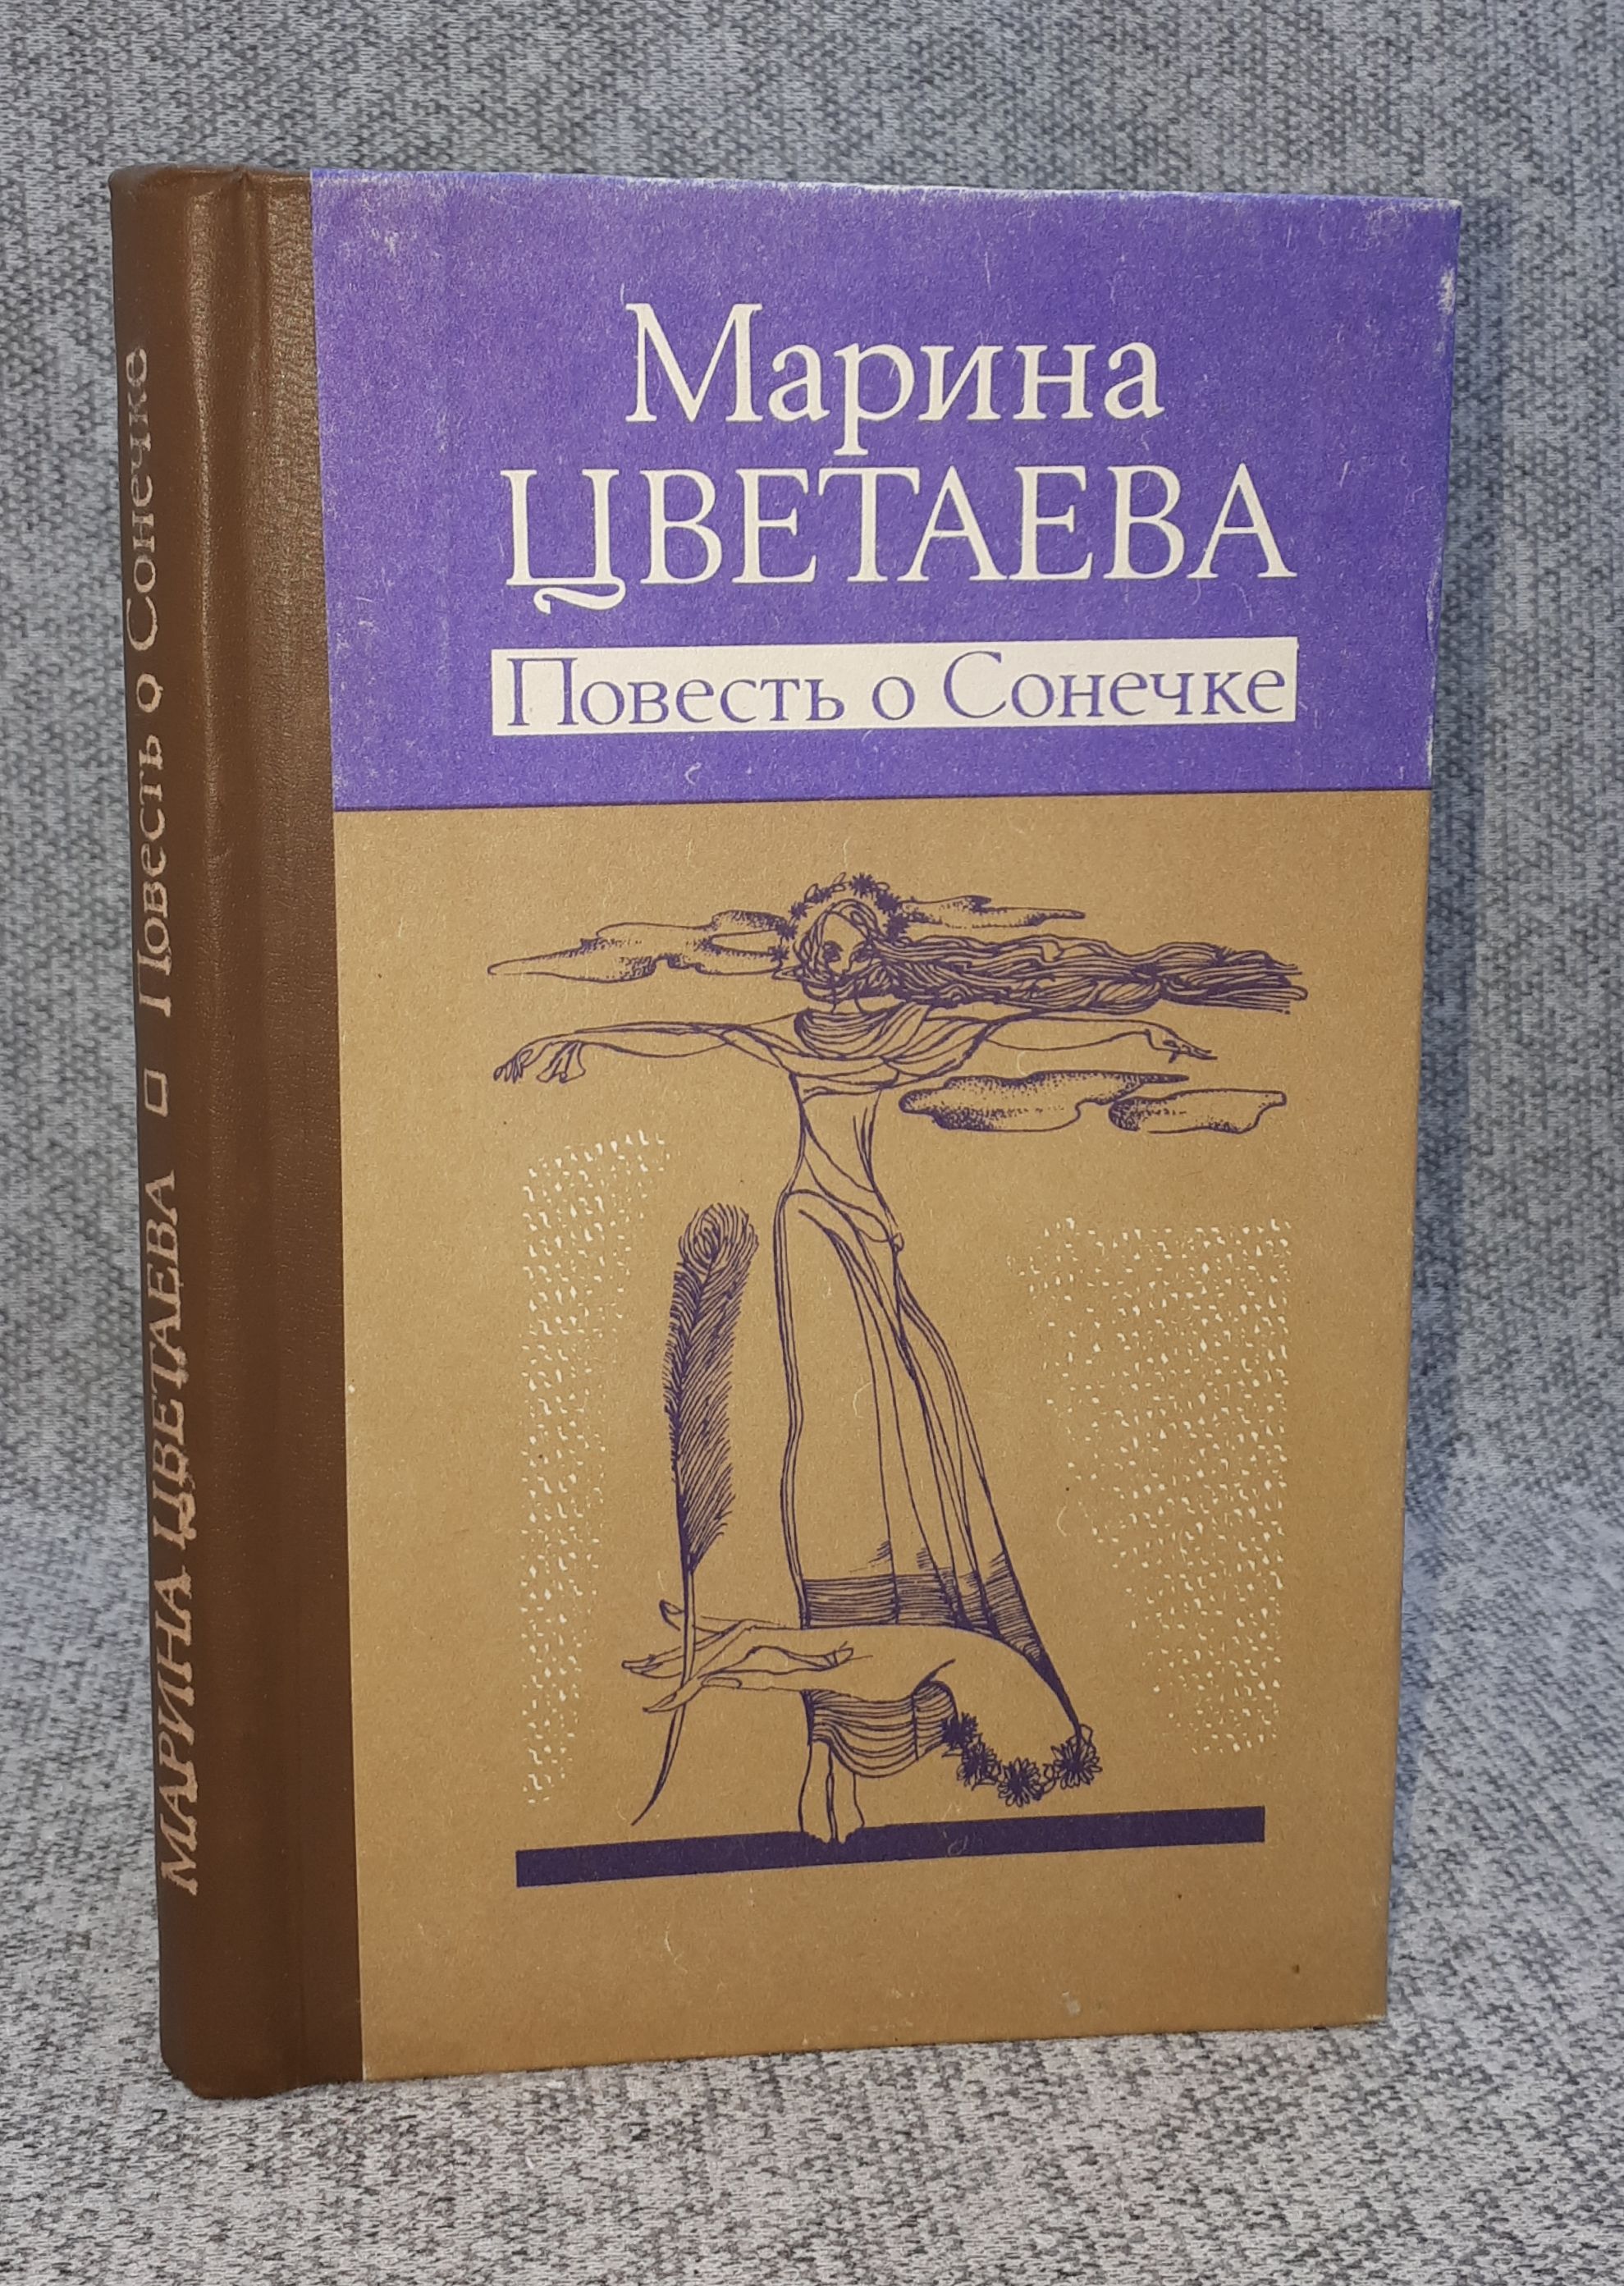 Марина
ЦВЕТАЕВА
Повесть о Сонечке
МАРИНА ЦВЕТАЕВА □ Повесть о Сонечке